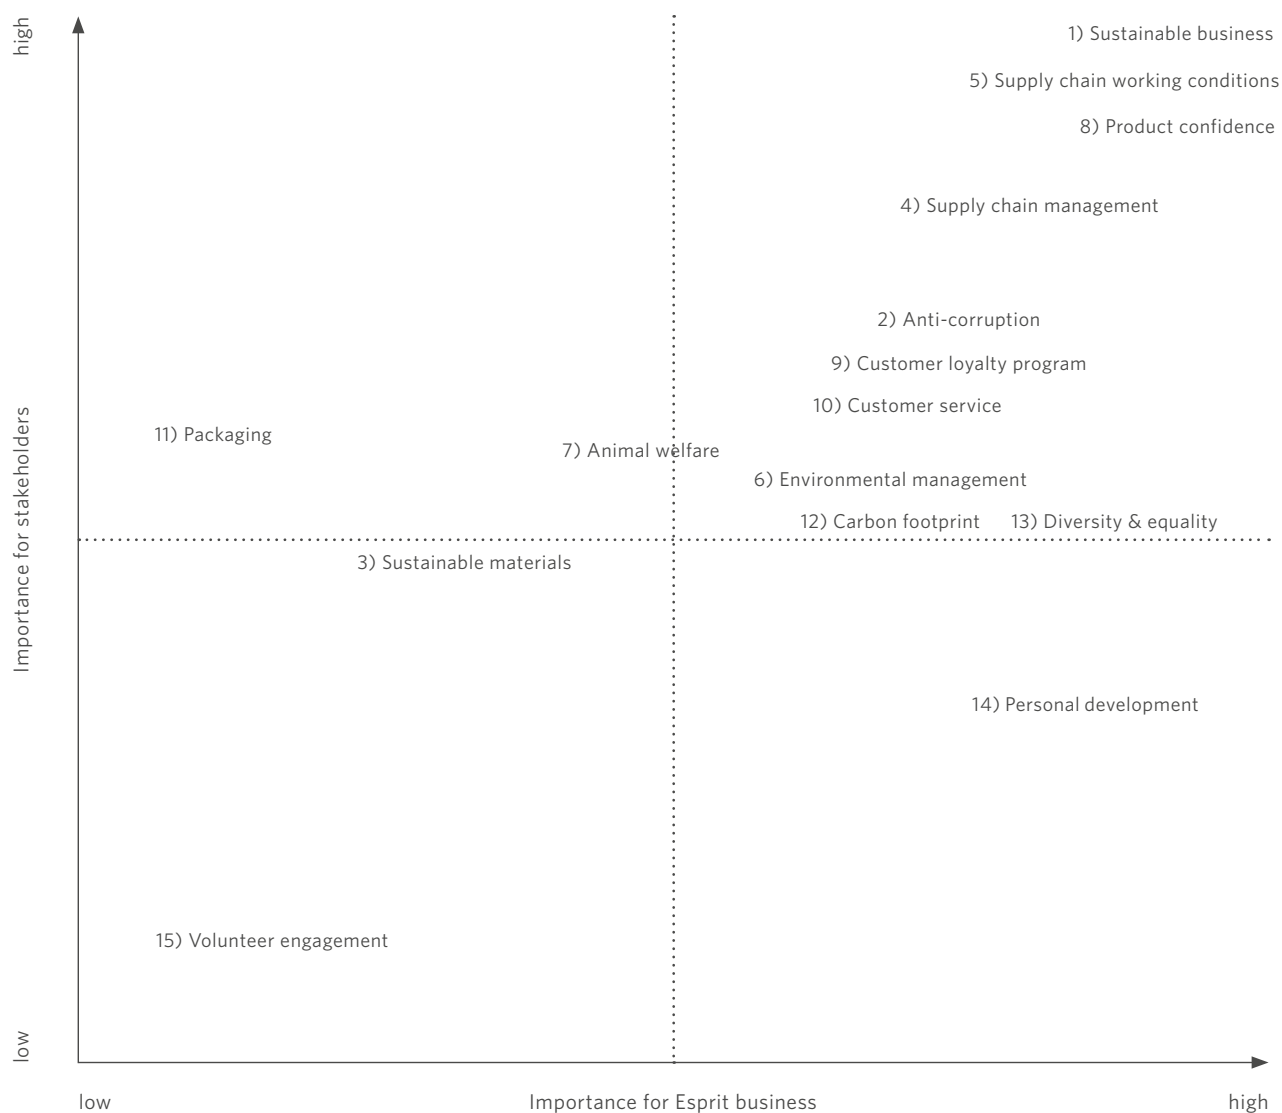 high
1) Sustainable business
5) Supply chain working conditions
8) Product confidence
4) Supply chain management
2) Anti-corruption
9) Customer loyalty program
10) Customer service
11) Packaging
7) Animal welfare
6) Environmental management
12) Carbon footprint
13) Diversity & equality
Importance for stakeholders
3) Sustainable materials
14) Personal development
15) Volunteer engagement
low
low
Importance for Esprit business
high